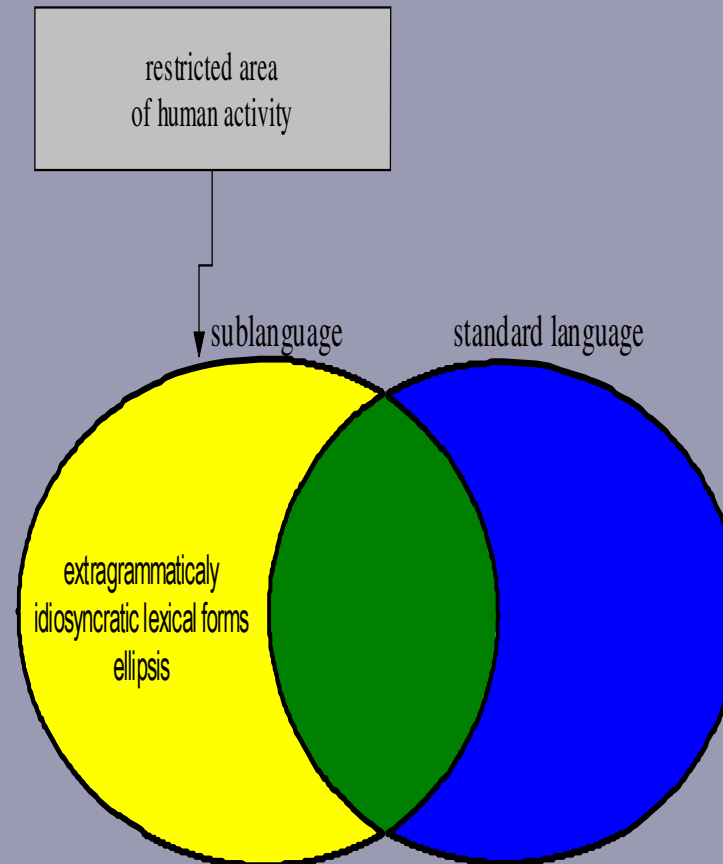 restricted area
of human activity
sublanguage
standard language
extragrammaticaly
idiosyncratic lexical forms
ellipsis